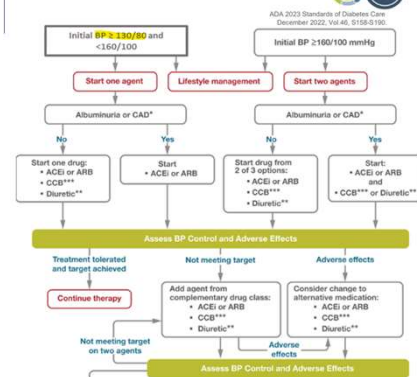 ADA 2023 Standards of Diabetes Care
December 2022, Vol 46, S158-S190.
Initial BP ≥ 130/80 and
<160/100
Initial BP ≥160/100 mmHg
Start one agent
Lifestyle management
Start two agents
Albuminuria or CAD*
Albuminuria or CAD*
No
Yes
No
Yes
Start one drug:
• ACEi or ARB
• CCB***
• Diuretic**
Start
• ACEi or ARB
Start drug from
2 of 3 options:
• ACEi or ARB
• CCB***
• Diuretic**
Start:
• ACEi or ARB
and
• CCB*** or Diuretic**
Assess BP Control and Adverse Effects
Treatment tolerated
and target achieved
Not meeting target
Adverse effects
Continue therapy
Add agent from
complementary drug class:
• ACEi or ARB
• CCB***
• Diuretic**
Consider change to
alternative medication:
• ACEi or ARB
• CCB***
• Diuretic**
Not meeting target
on two agents
Adverse
effects
Assess BP Control and Adverse Effects